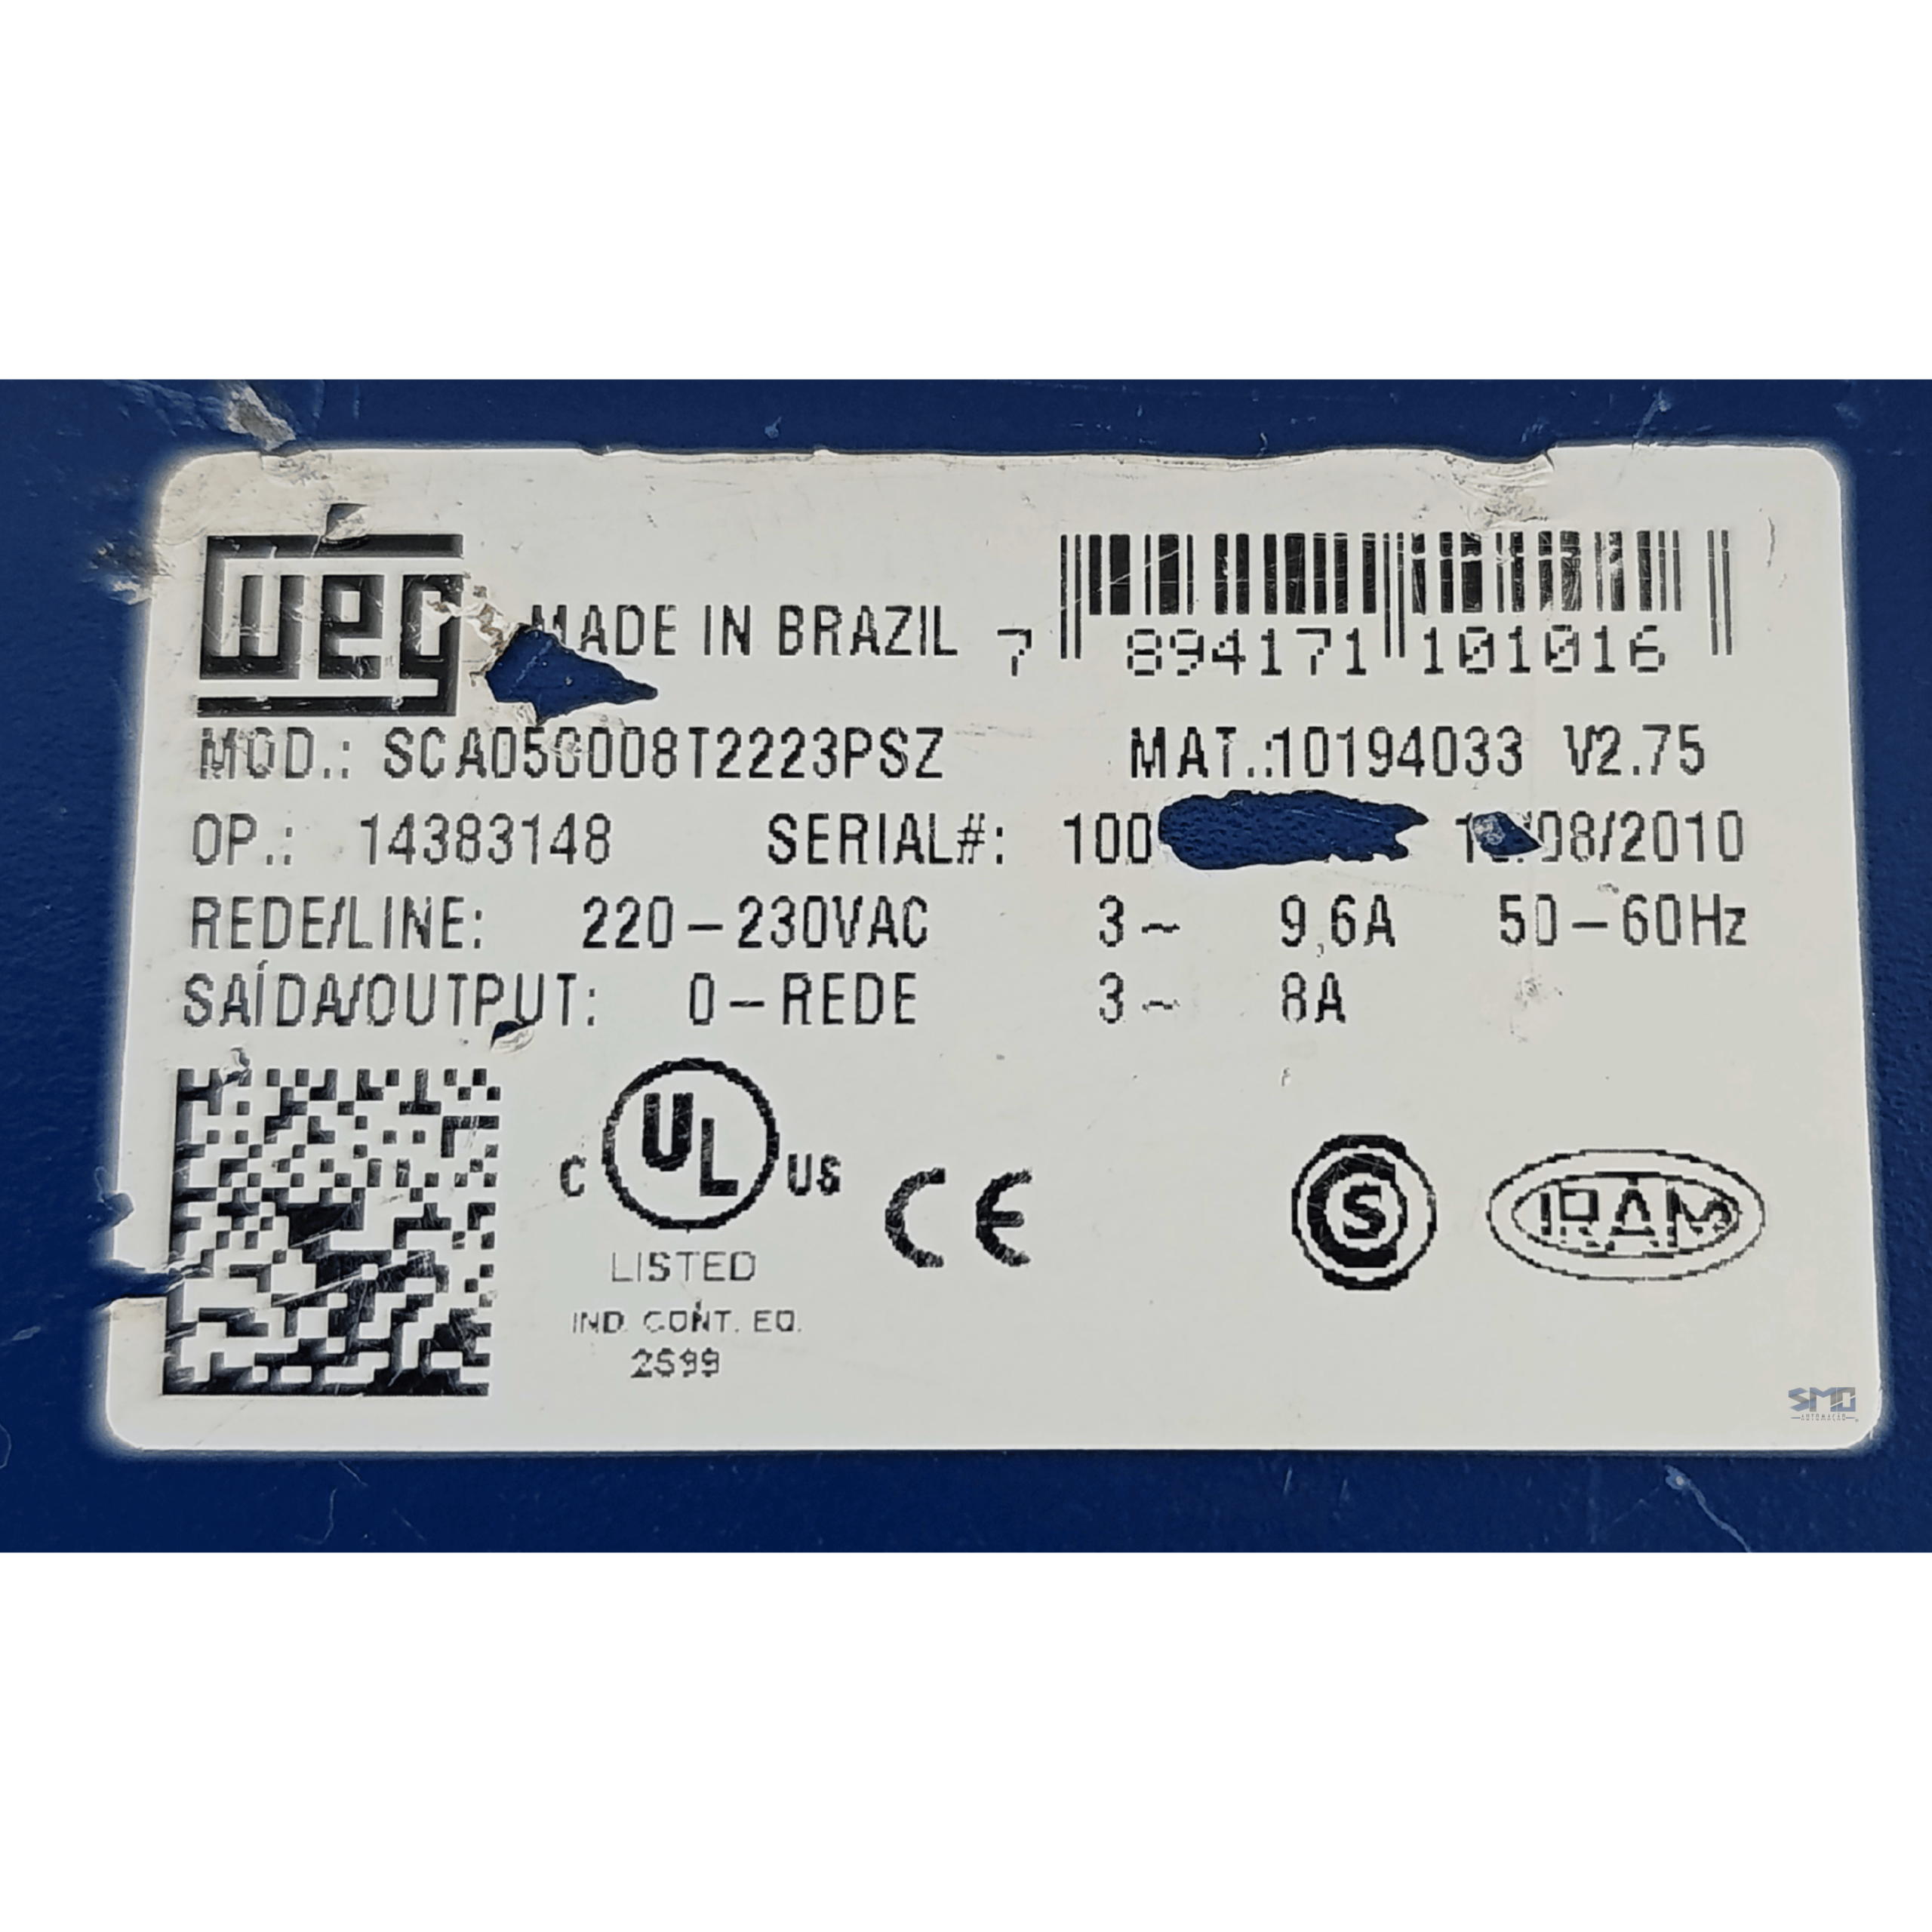 weg MADE IN BRAZIL 7 894171 101016
MOD.: SCA050008T2223PSZ MAT.:10194033 V2.75
OP.: 14383148 SERIAL#: 100 /08/2010
REDE/LINE: 220-230VAC 3~ 9,6A 50-60Hz
SAÍDA/OUTPUT: 0-REDE 3~ 8A
C UL US CE S IRAM
LISTED
IND. CONT. EQ.
2S99
SMO
AUTOMAÇÃO